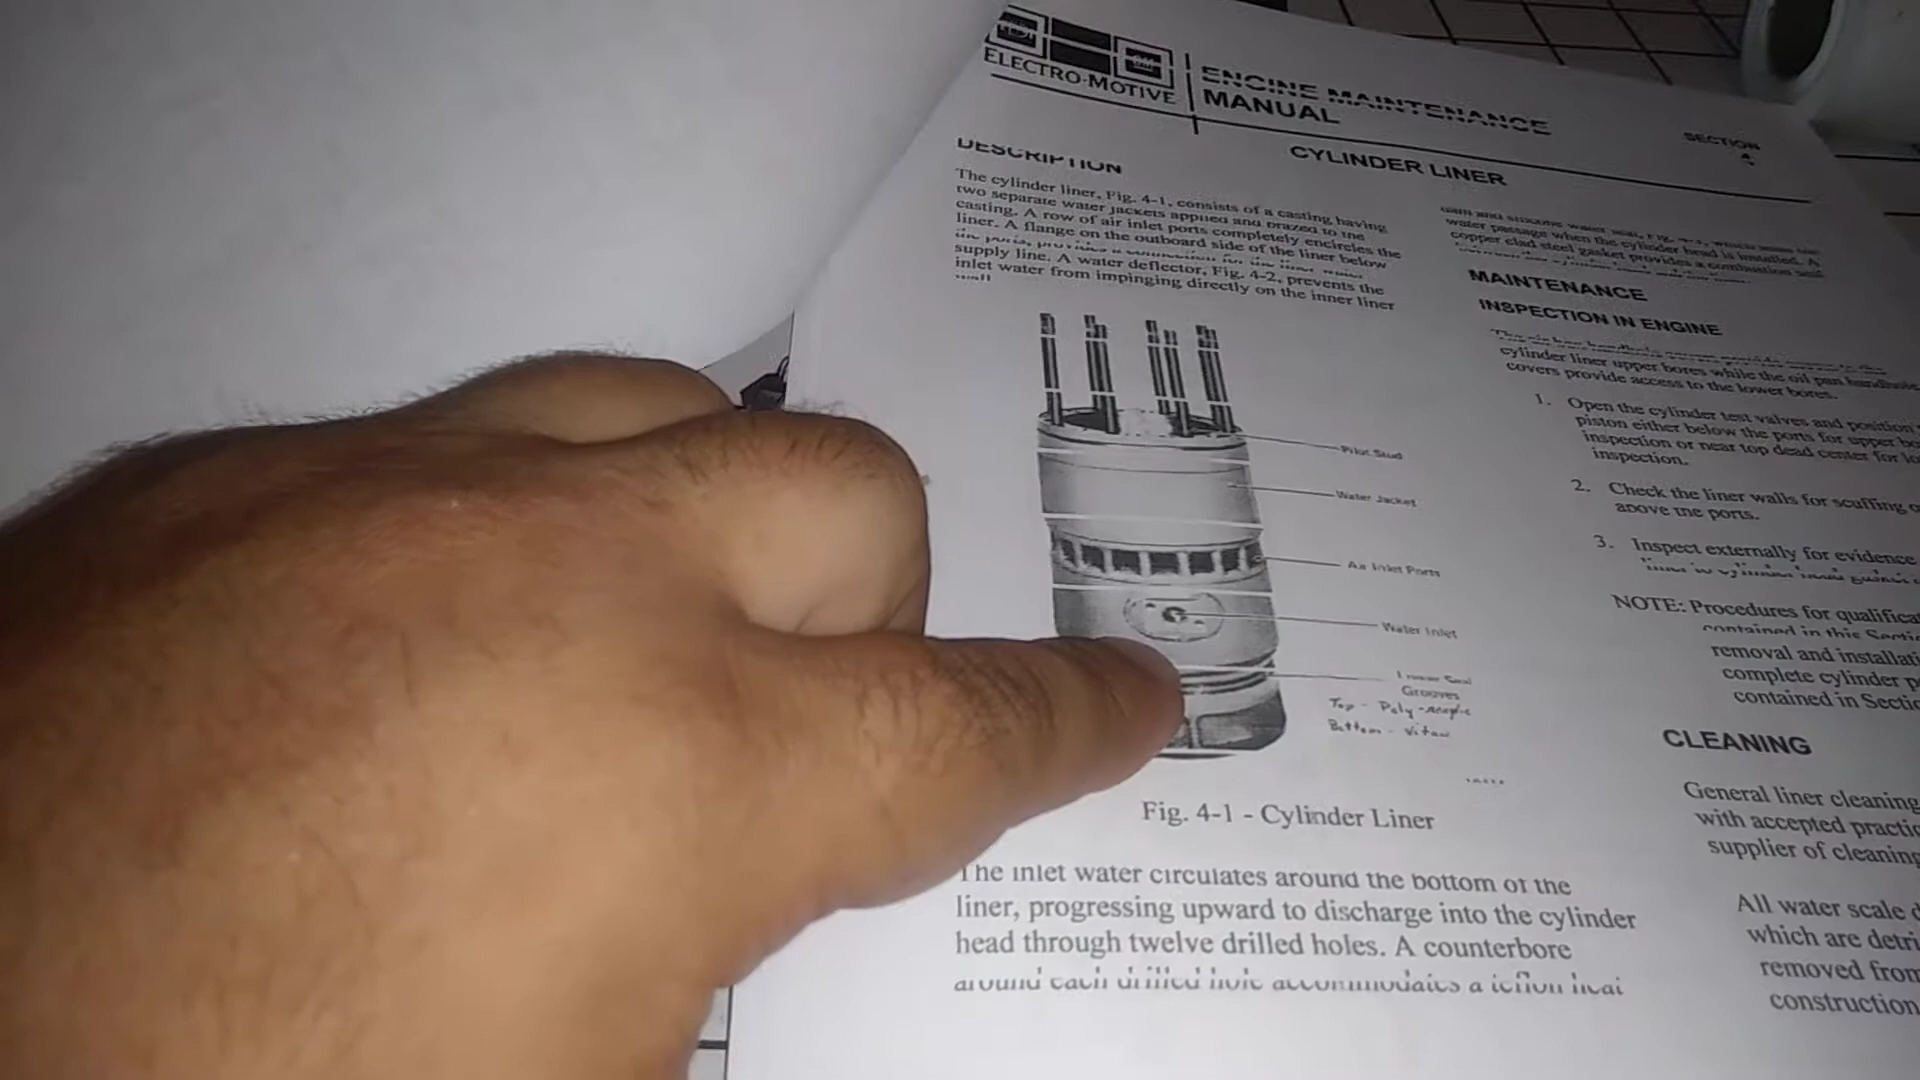 ELECTRO-MOTIVE
ENGINE MAINTENANCE
MANUAL
SECTION
4
CYLINDER LINER
DESCRIPTION
The cylinder liner, Fig. 4-1, consists of a casting having
two separate water jackets applied and brazed to the
casting. A row of air inlet ports completely encircles the
liner. A flange on the outboard side of the liner below
the ports, provides a connection for the liner water
supply line. A water deflector, Fig. 4-2, prevents the
inlet water from impinging directly on the inner liner
wall
Pilot Stud
Water Jacket
Air Inlet Ports
Water Inlet
Lower Seal
Grooves
Top - Poly-
Bottom - Viton
Fig. 4-1 - Cylinder Liner
The inlet water circulates around the bottom of the
liner, progressing upward to discharge into the cylinder
head through twelve drilled holes. A counterbore
around each drilled hole accommodates a teflon heat
water passage when the cylinder head is installed. A
copper clad steel gasket provides a combustion seal
MAINTENANCE
INSPECTION IN ENGINE
cylinder liner upper bores while the oil pan handhole
covers provide access to the lower bores.
1. Open the cylinder test valves and position
piston either below the ports for upper
inspection or near top dead center for
inspection.
2. Check the liner walls for scuffing
above the ports.
3. Inspect externally for evidence
NOTE: Procedures for
contained in this
removal and
complete cylinder
contained in
CLEANING
General liner cleaning
with accepted
supplier of cleaning
All water scale
which are
removed from
construction